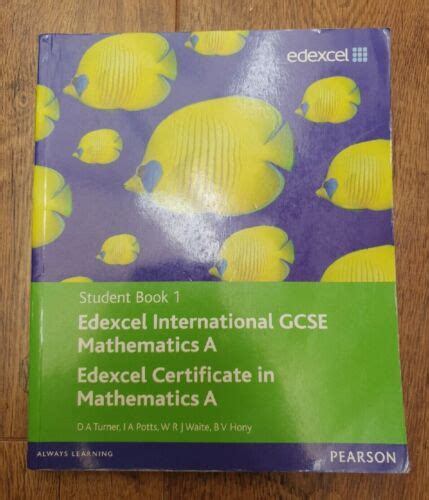 edexcel
Student Book 1
Edexcel International GCSE
Mathematics A
Edexcel Certificate in
Mathematics A
D A Turner, I A Potts, W R J Waite, B V Hony
ALWAYS LEARNING
PEARSON